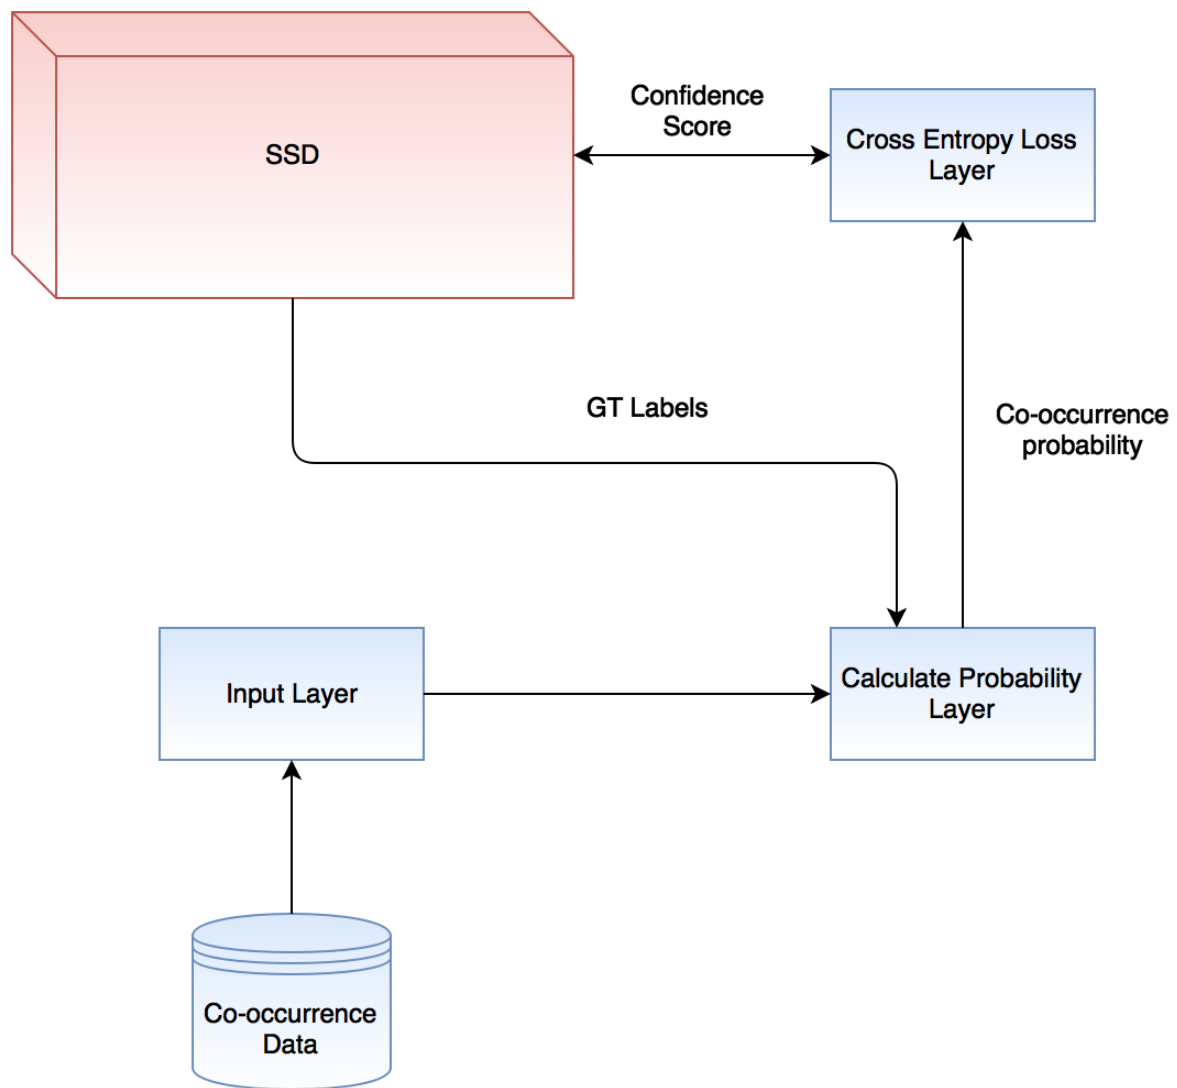 SSD
Confidence
Score
Cross Entropy Loss
Layer
GT Labels
Co-occurrence
probability
Input Layer
Calculate Probability
Layer
Co-occurrence
Data